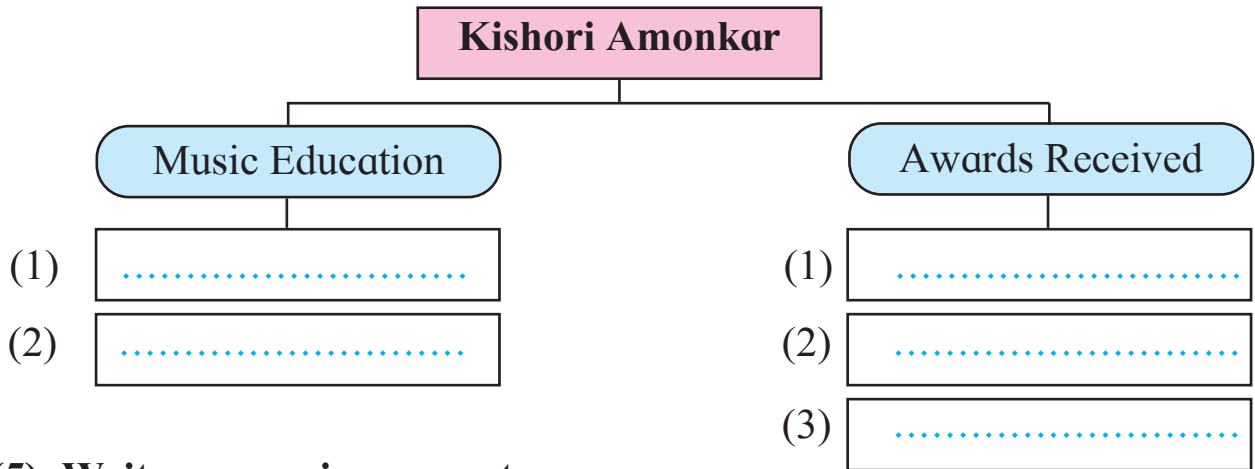 Kishori Amonkar
Music Education
Awards Received
(1) ........................... (1) ...........................
(2) ........................... (2) ...........................
(3) ...........................